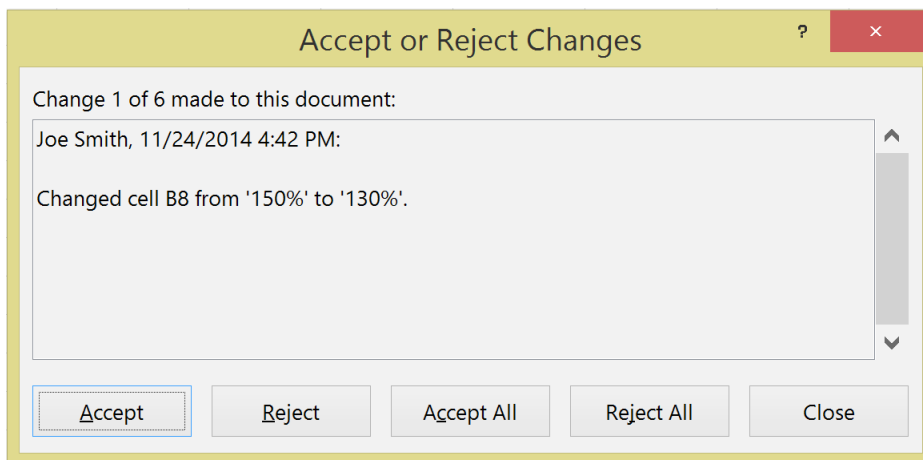 Accept or Reject Changes
?
×
Change 1 of 6 made to this document:
Joe Smith, 11/24/2014 4:42 PM:
Changed cell B8 from '150%' to '130%'.
Accept
Reject
Accept All
Reject All
Close